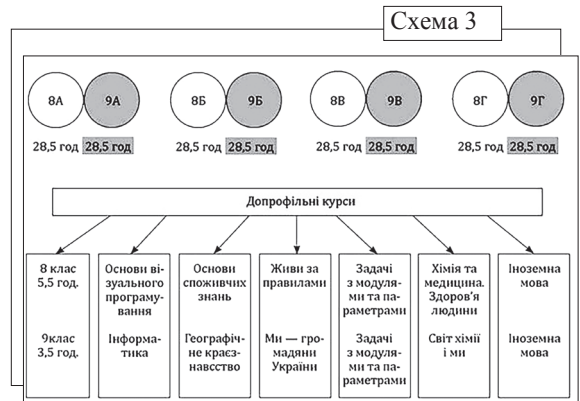 Схема 3
8А 9А 8Б 9Б 8В 9В 8Г 9Г
28,5 год 28,5 год 28,5 год 28,5 год 28,5 год 28,5 год 28,5 год 28,5 год
Допрофільні курси
8 клас
5,5 год.
9клас
3,5 год.
Основи ві-
зуального
програму-
вання
Інформа-
тика
Основи
споживчих
знань
Географіч-
не краєз-
навсство
Живи за
правилами
Ми — гро-
мадяни
України
Задачі
з модуля-
ми та па-
раметрами
Задачі
з модуля-
ми та па-
раметрами
Хімія та
медицина.
Здоров’я
людини
Світ хімії
і ми
Іноземна
мова
Іноземна
мова